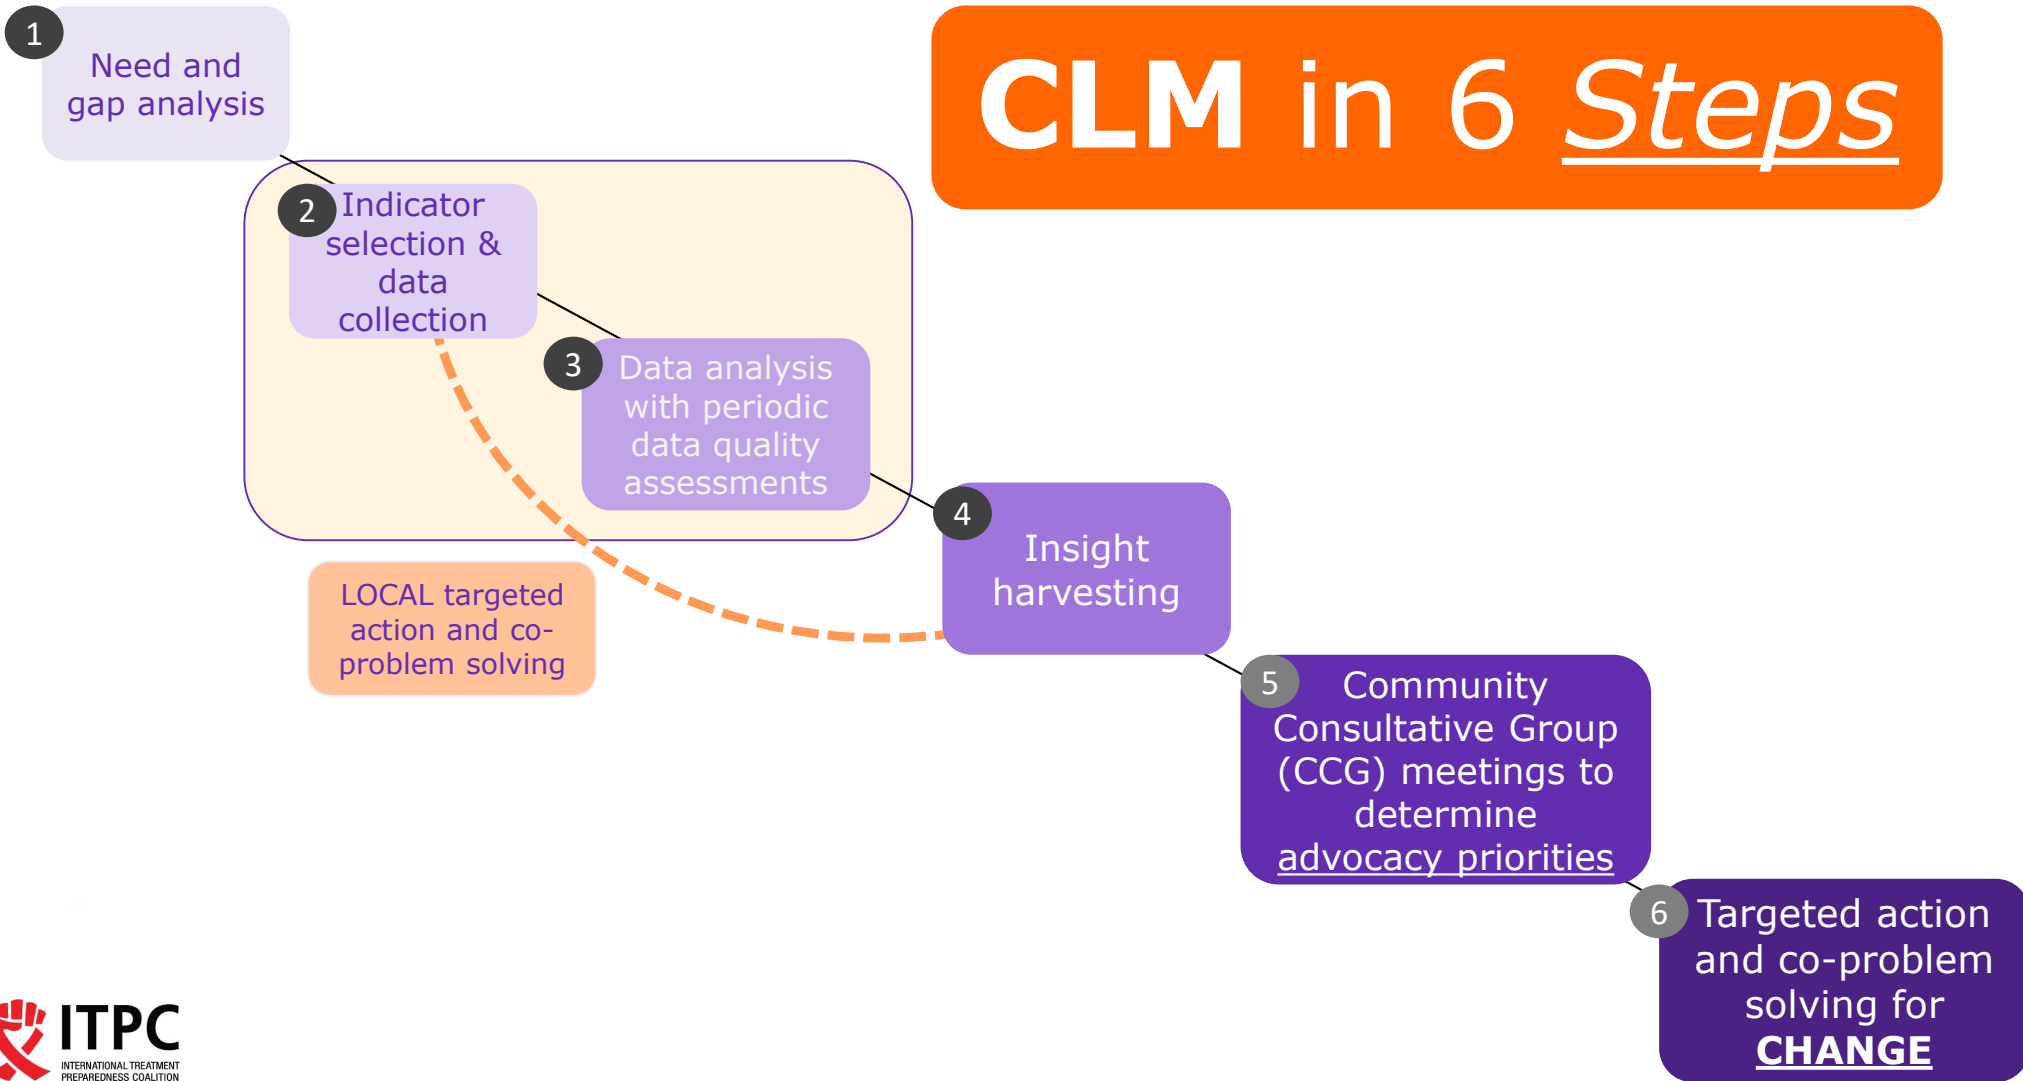 1
Need and
gap analysis
CLM in 6 Steps
2
Indicator
selection &
data
collection
3
Data analysis
with periodic
data quality
assessments
4
Insight
harvesting
LOCAL targeted
action and co-
problem solving
5
Community
Consultative Group
(CCG) meetings to
determine
advocacy priorities
6
Targeted action
and co-problem
solving for
CHANGE
ITPC
INTERNATIONAL TREATMENT
PREPAREDNESS COALITION